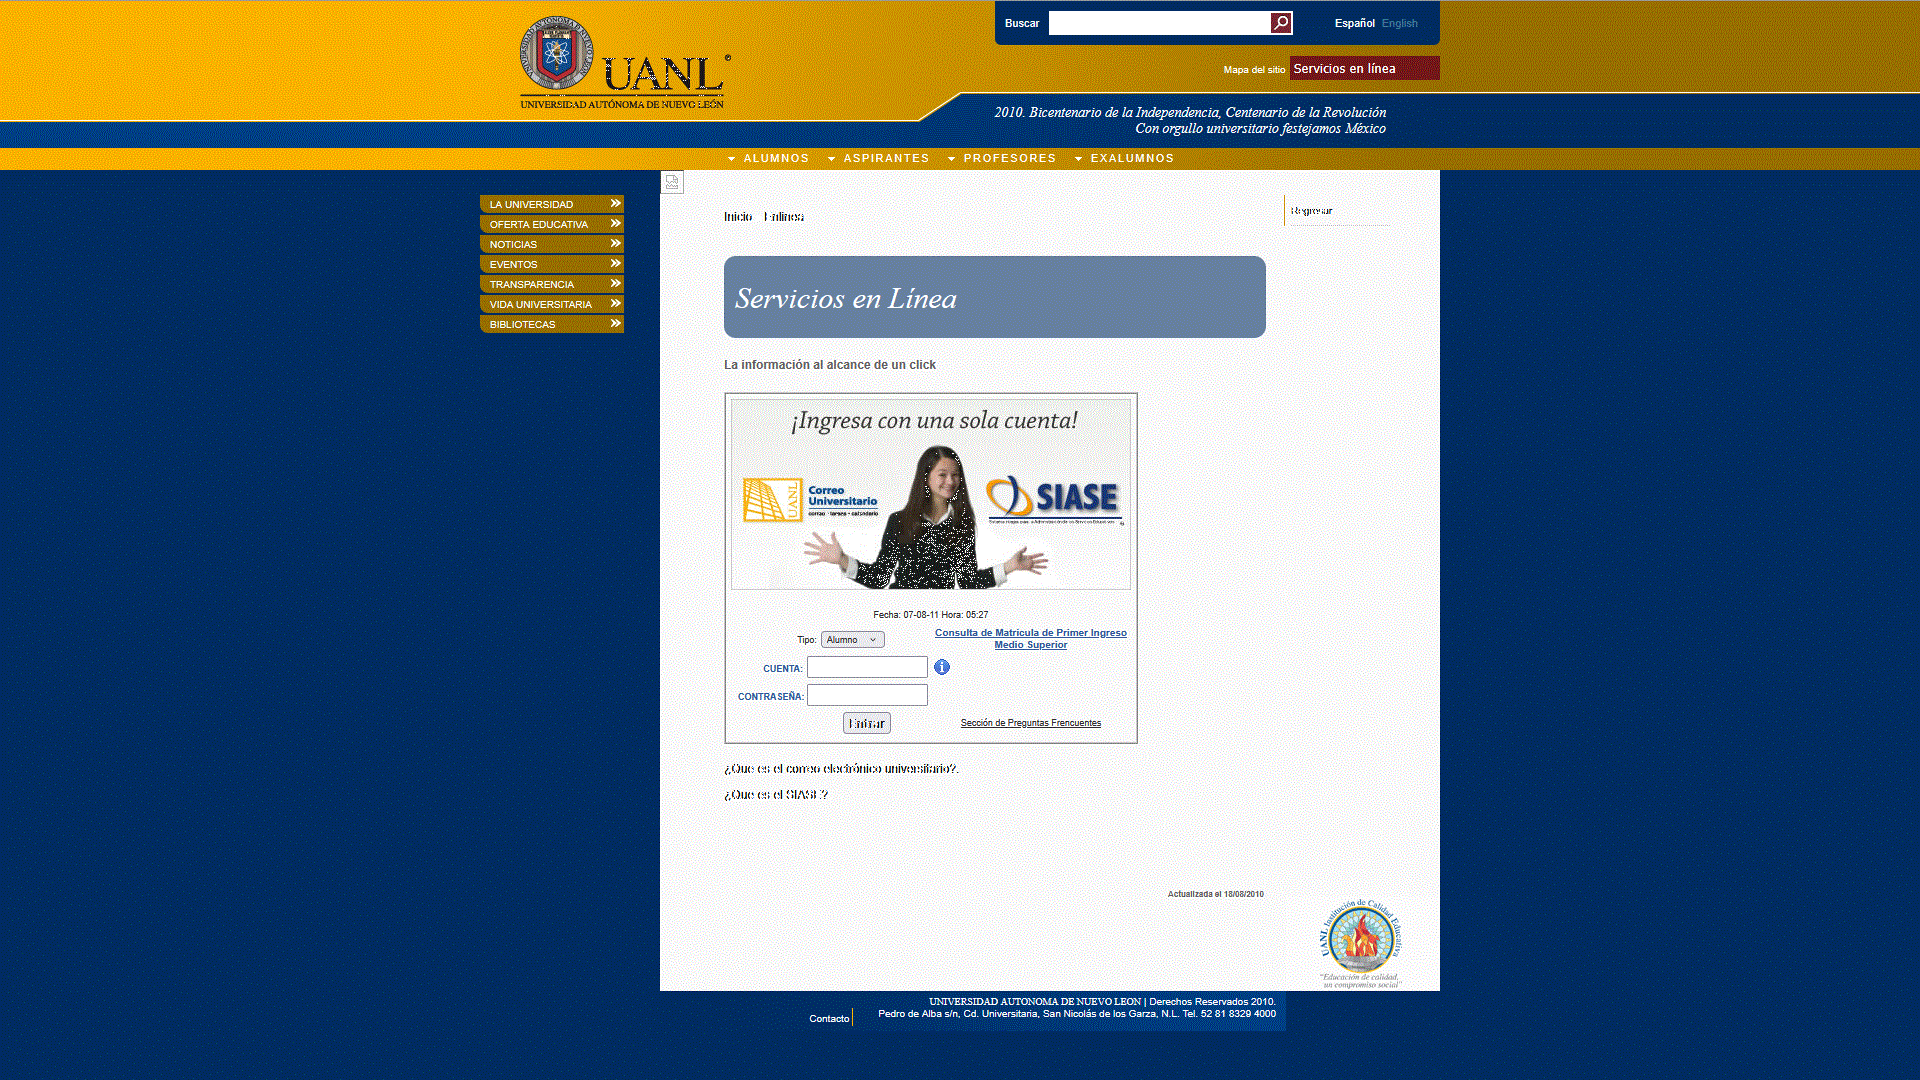 Buscar
Español English
UANL
UNIVERSIDAD AUTÓNOMA DE NUEVO LEÓN
Mapa del sitio Servicios en línea
2010. Bicentenario de la Independencia, Centenario de la Revolución
Con orgullo universitario festejamos México
ALUMNOS ASPIRANTES PROFESORES EXALUMNOS
LA UNIVERSIDAD
OFERTA EDUCATIVA
NOTICIAS
EVENTOS
TRANSPARENCIA
VIDA UNIVERSITARIA
BIBLIOTECAS
Inicio Enlinea
Regresar
Servicios en Línea
La información al alcance de un click
¡Ingresa con una sola cuenta!
UANL
Correo
Universitario
correo · tareas · calendario
SIASE
Fecha: 07-08-11 Hora: 05:27
Tipo: Alumno
Consulta de Matricula de Primer Ingreso
Medio Superior
CUENTA:
CONTRASEÑA:
Entrar
Sección de Preguntas Frencuentes
¿Que es el correo electrónico universitario?.
¿Que es el SIASE?
Actualizada el 18/08/2010
UANL Institución de Calidad Educativa
"Educación de calidad,
un compromiso social"
Contacto
UNIVERSIDAD AUTONOMA DE NUEVO LEON | Derechos Reservados 2010.
Pedro de Alba s/n, Cd. Universitaria, San Nicolás de los Garza, N.L. Tel. 52 81 8329 4000